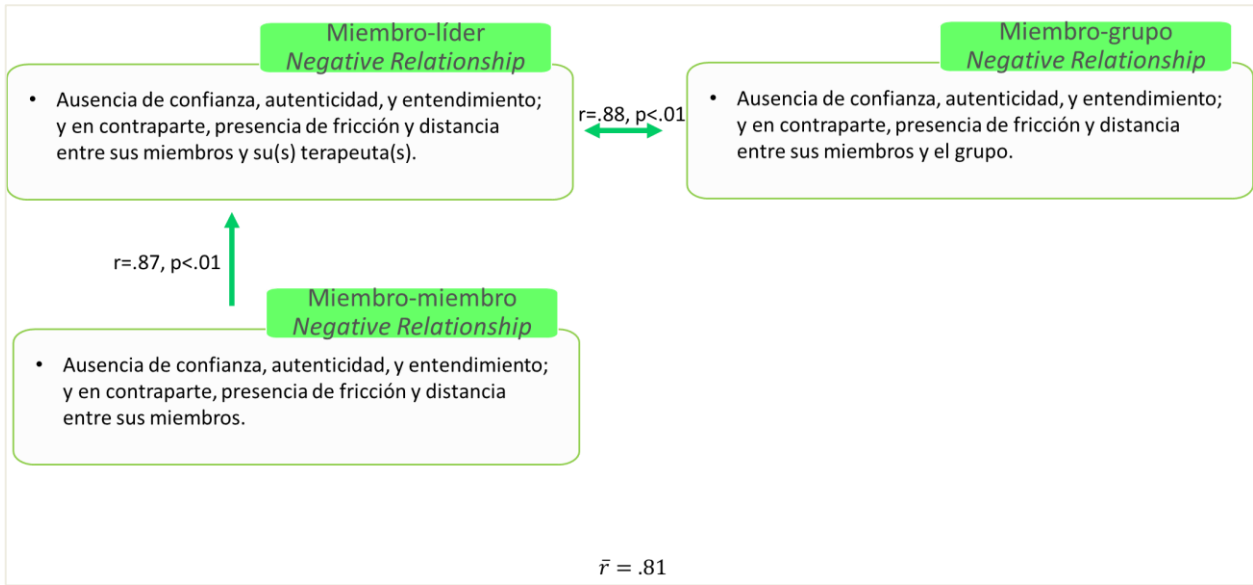 Miembro-líder
Negative Relationship
• Ausencia de confianza, autenticidad, y entendimiento;
y en contraparte, presencia de fricción y distancia
entre sus miembros y su(s) terapeuta(s).
r=.88, p<.01
Miembro-grupo
Negative Relationship
• Ausencia de confianza, autenticidad, y entendimiento;
y en contraparte, presencia de fricción y distancia
entre sus miembros y el grupo.
r=.87, p<.01
Miembro-miembro
Negative Relationship
• Ausencia de confianza, autenticidad, y entendimiento;
y en contraparte, presencia de fricción y distancia
entre sus miembros.
r̄ = .81